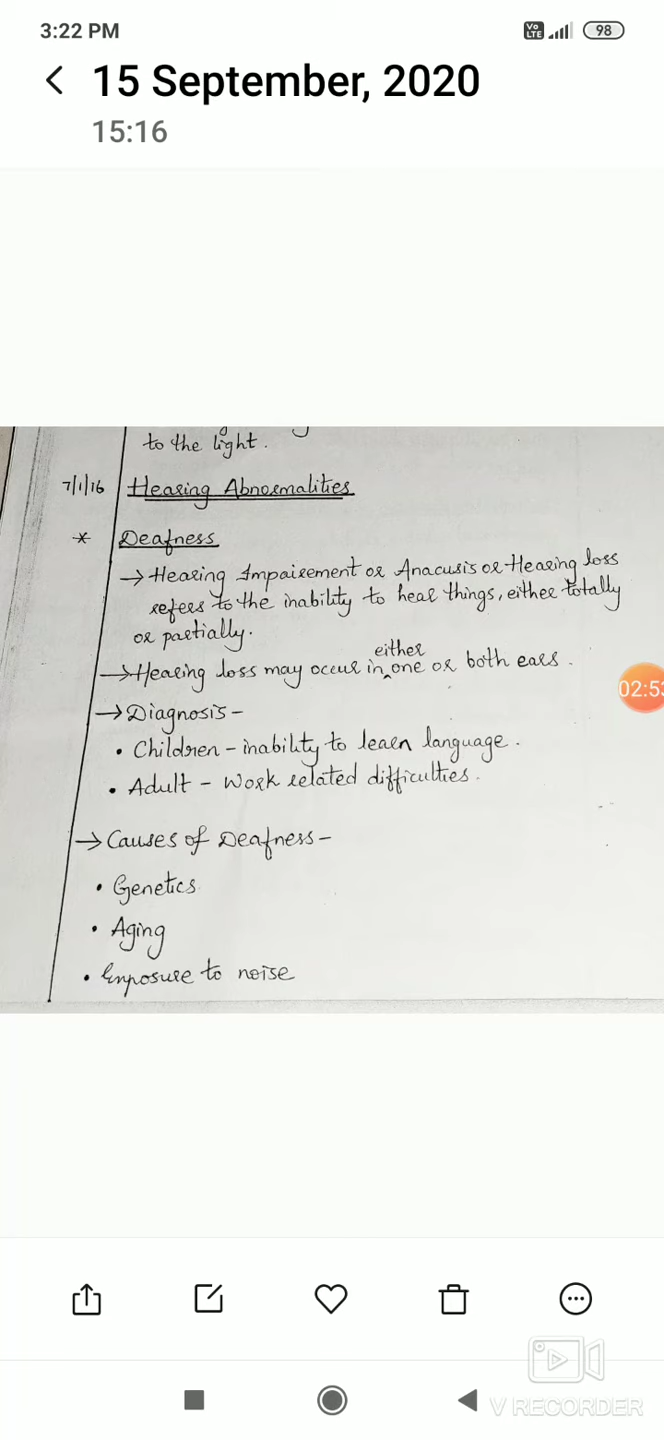 3:22 PM
Vo LTE
98
15 September, 2020
15:16
to the light.
7/1/16 Hearing Abnormalities
* Deafness
→ Hearing Impairement or Anacusis or Hearing loss
refers to the inability to hear things, either totally
or partially.
either
→ Hearing loss may occur in ^ one or both ears.
→ Diagnosis –
• Children – inability to learn language.
• Adult – Work related difficulties.
→ Causes of Deafness –
• Genetics
• Aging
• Exposure to noise
02:53
V RECORDER